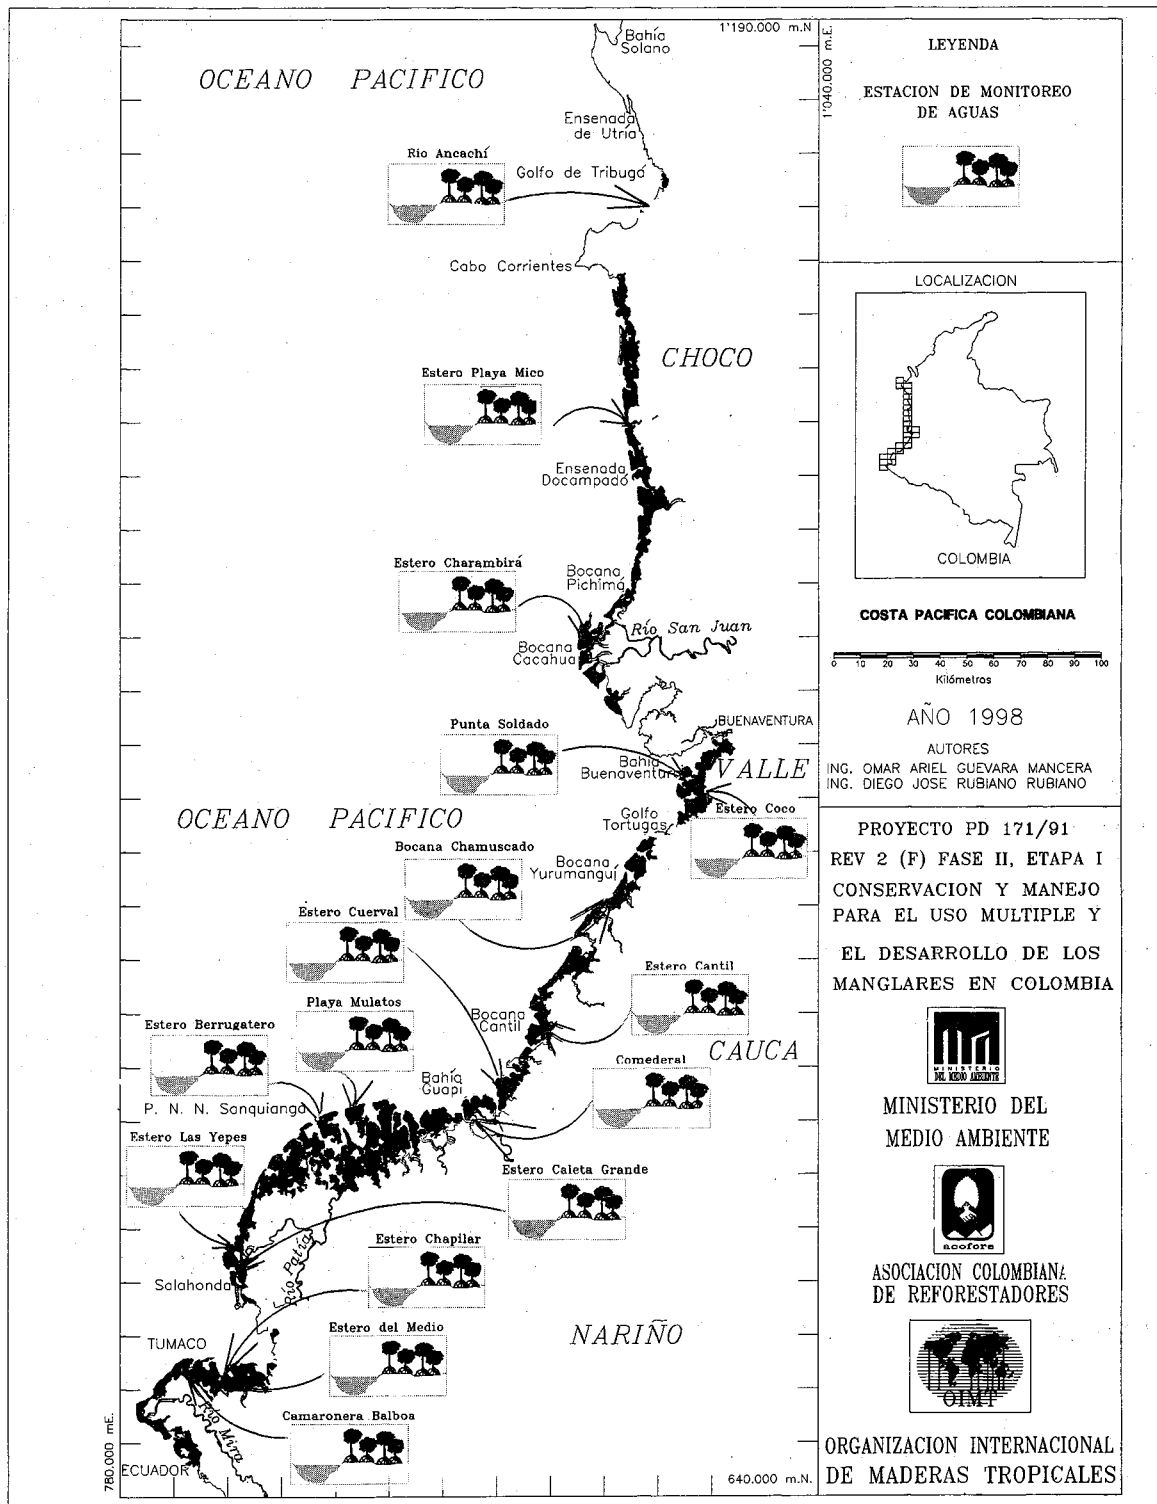 1'190.000 m.N
1'040.000 m.E.
Bahía
Solano
OCEANO PACIFICO
Ensenada
de Utría
Rio Ancachí
Golfo de Tribugá
Cabo Corrientes
CHOCO
Estero Playa Mico
Ensenada
Docampadó
Estero Charambirá
Bocana
Pichimá
Río San Juan
Bocana
Cacahua
Punta Soldado
BUENAVENTURA
Bahía
Buenaventura
VALLE
Estero Coco
OCEANO PACIFICO
Golfo
Tortugas
Bocana Chamuscado
Bocana
Yurumanguí
Estero Cuerval
Estero Cantil
Playa Mulatos
Bocana
Cantil
Estero Berrugatero
CAUCA
Comederal
Bahía
Guapi
P. N. N. Sanquianga
Estero Las Yepes
Estero Caleta Grande
Estero Chapilar
Río Patía
Salahonda
Estero del Medio
NARIÑO
TUMACO
Camaronera Balboa
Río Mira
ECUADOR
780.000 mE.
640.000 m.N.
LEYENDA
ESTACION DE MONITOREO
DE AGUAS
LOCALIZACION
COLOMBIA
COSTA PACIFICA COLOMBIANA
0 10 20 30 40 50 60 70 80 90 100
Kilómetros
AÑO 1998
AUTORES
ING. OMAR ARIEL GUEVARA MANCERA
ING. DIEGO JOSE RUBIANO RUBIANO
PROYECTO PD 171/91
REV 2 (F) FASE II, ETAPA I
CONSERVACION Y MANEJO
PARA EL USO MULTIPLE Y
EL DESARROLLO DE LOS
MANGLARES EN COLOMBIA
MINISTERIO
DEL MEDIO AMBIENTE
MINISTERIO DEL
MEDIO AMBIENTE
acofore
ASOCIACION COLOMBIANA
DE REFORESTADORES
OIMT
ORGANIZACION INTERNACIONAL
DE MADERAS TROPICALES